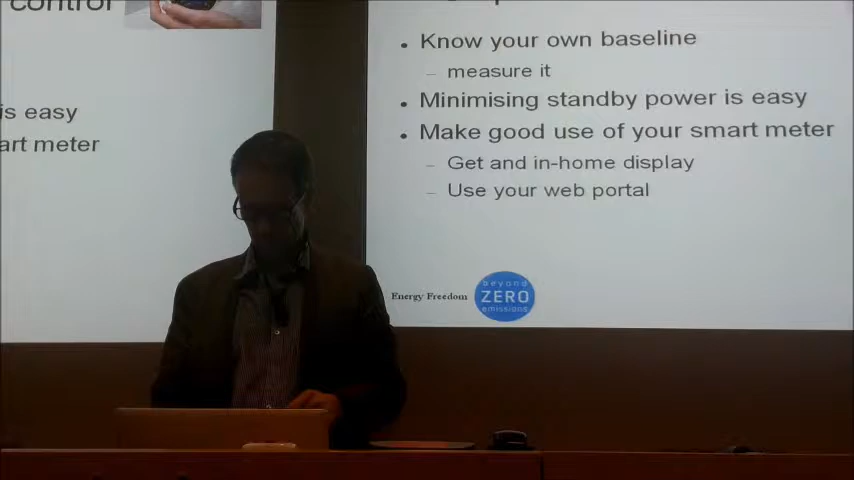 control
is easy
art meter
Know your own baseline
measure it
Minimising standby power is easy
Make good use of your smart meter
Get and in-home display
Use your web portal
Energy Freedom
beyond
ZERO
emissions